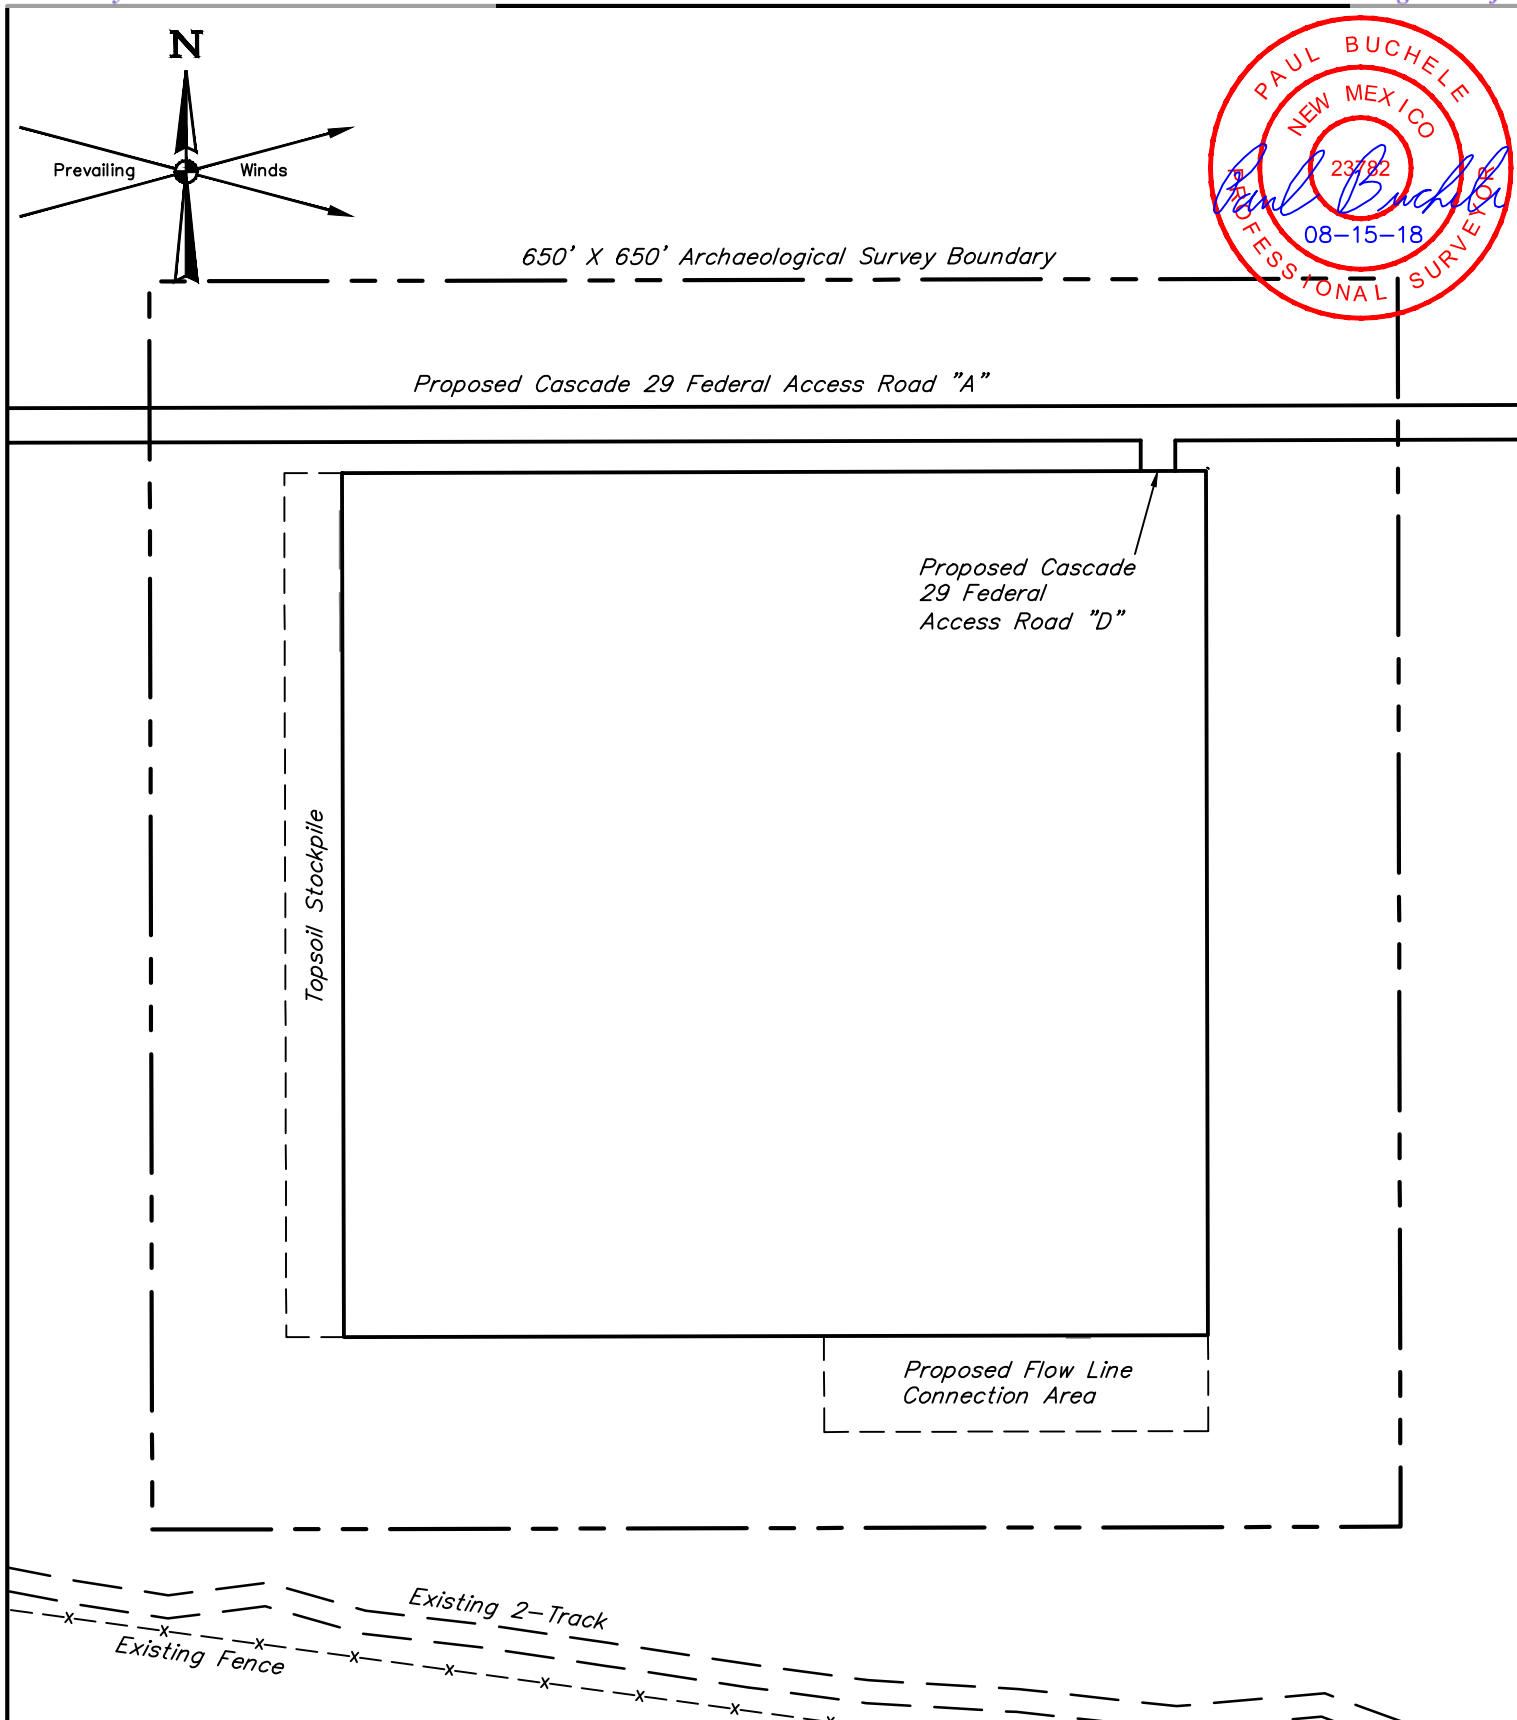 N
Prevailing
Winds
PAUL BUCHELE
NEW MEXICO
23782
Paul Buchele
08-15-18
PROFESSIONAL SURVEYOR
650' X 650' Archaeological Survey Boundary
Proposed Cascade 29 Federal Access Road "A"
Proposed Cascade
29 Federal
Access Road "D"
Topsoil Stockpile
Proposed Flow Line
Connection Area
Existing 2-Track
Existing Fence